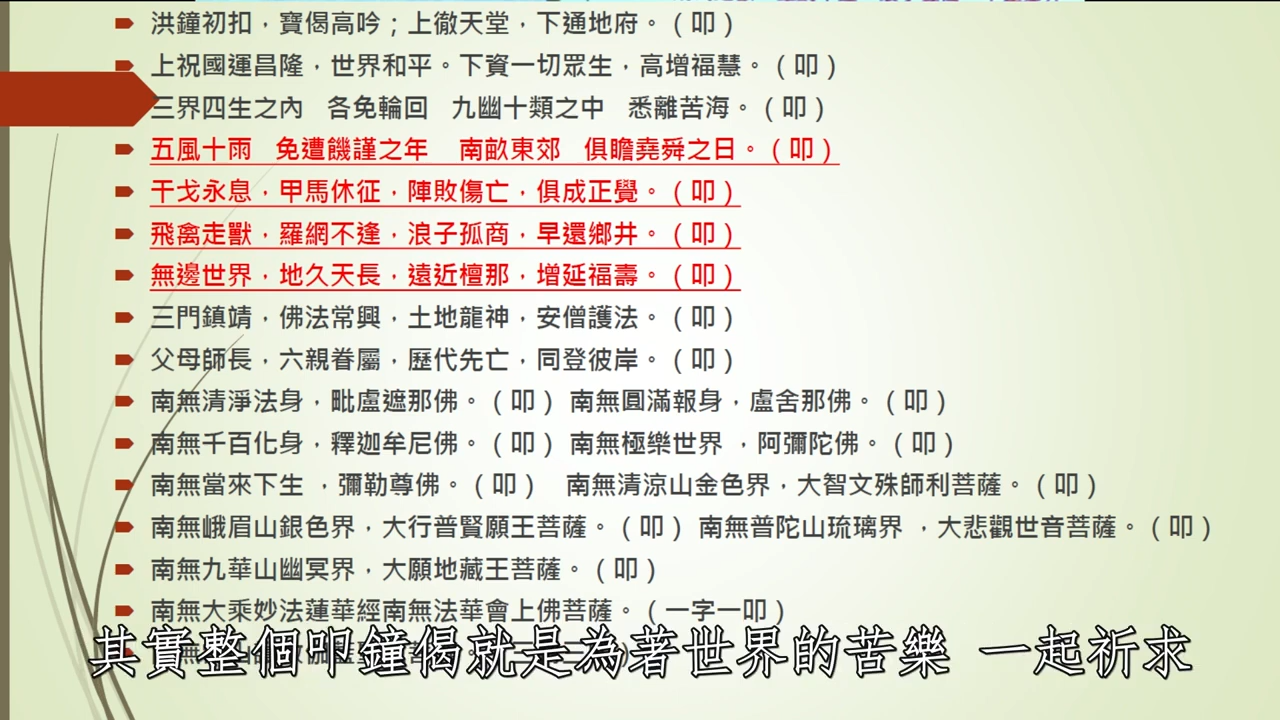 洪鐘初扣，寶偈高吟；上徹天堂，下通地府。（叩）
上祝國運昌隆，世界和平。下資一切眾生，高增福慧。（叩）
三界四生之內　各免輪回　九幽十類之中　悉離苦海。（叩）
五風十雨　免遭饑謹之年　南畝東郊　俱瞻堯舜之日。（叩）
干戈永息，甲馬休征，陣敗傷亡，俱成正覺。（叩）
飛禽走獸，羅網不逢，浪子孤商，早還鄉井。（叩）
無邊世界，地久天長，遠近檀那，增延福壽。（叩）
三門鎮靖，佛法常興，土地龍神，安僧護法。（叩）
父母師長，六親眷屬，歷代先亡，同登彼岸。（叩）
南無清淨法身，毗盧遮那佛。（叩） 南無圓滿報身，盧舍那佛。（叩）
南無千百化身，釋迦牟尼佛。（叩） 南無極樂世界 ，阿彌陀佛。（叩）
南無當來下生 ，彌勒尊佛。（叩）　南無清涼山金色界，大智文殊師利菩薩。（叩）
南無峨眉山銀色界，大行普賢願王菩薩。（叩） 南無普陀山琉璃界 ，大悲觀世音菩薩。（叩）
南無九華山幽冥界，大願地藏王菩薩。（叩）
南無大乘妙法蓮華經南無法華會上佛菩薩。（一字一叩）
其實整個叩鐘偈就是為著世界的苦樂 一起祈求